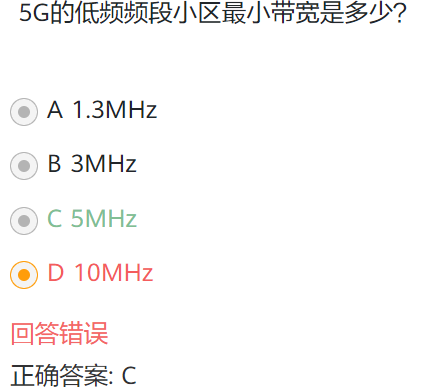 5G的低频频段小区最小带宽是多少?
A 1.3MHz
B 3MHz
C 5MHz
D 10MHz
回答错误
正确答案: C